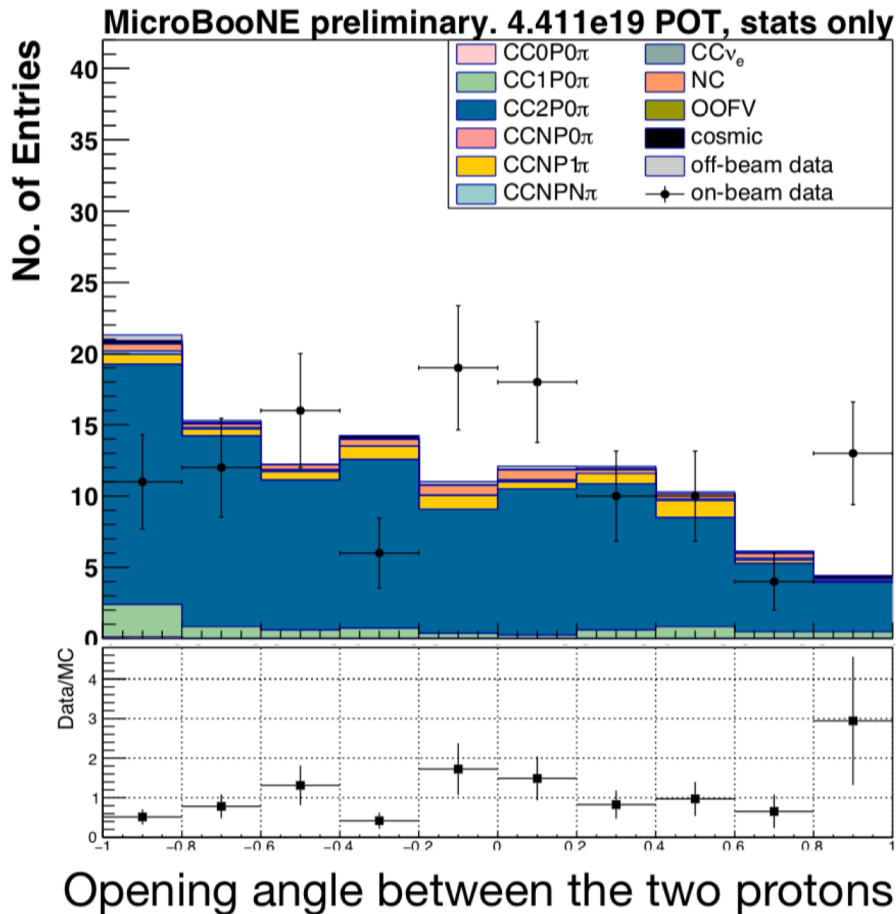 MicroBooNE preliminary. 4.411e19 POT, stats only
No. of Entries
40
35
30
25
20
15
10
5
0
CC0P0π
CC1P0π
CC2P0π
CCNP0π
CCNP1π
CCNPNπ
CCνe
NC
OOFV
cosmic
off-beam data
on-beam data
Data/MC
4
3
2
1
0
−1 −0.8 −0.6 −0.4 −0.2 0 0.2 0.4 0.6 0.8 1
Opening angle between the two protons